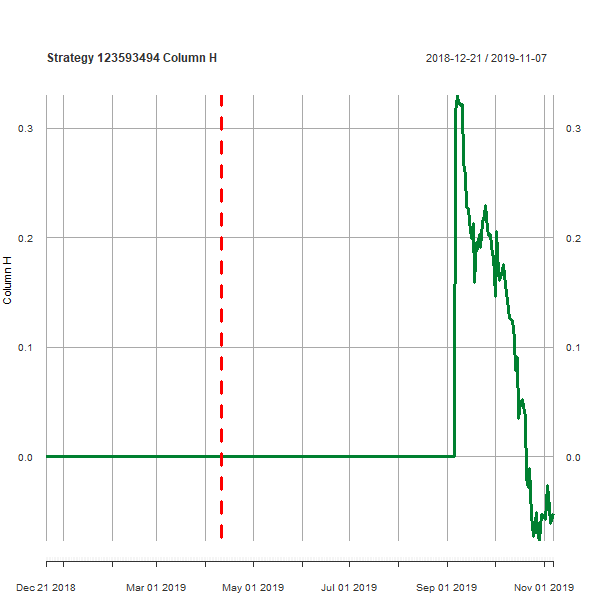 Strategy 123593494 Column H
2018-12-21 / 2019-11-07
0.3 0.3
0.2 0.2
0.1 0.1
0.0 0.0
Column H
Dec 21 2018 Mar 01 2019 May 01 2019 Jul 01 2019 Sep 01 2019 Nov 01 2019